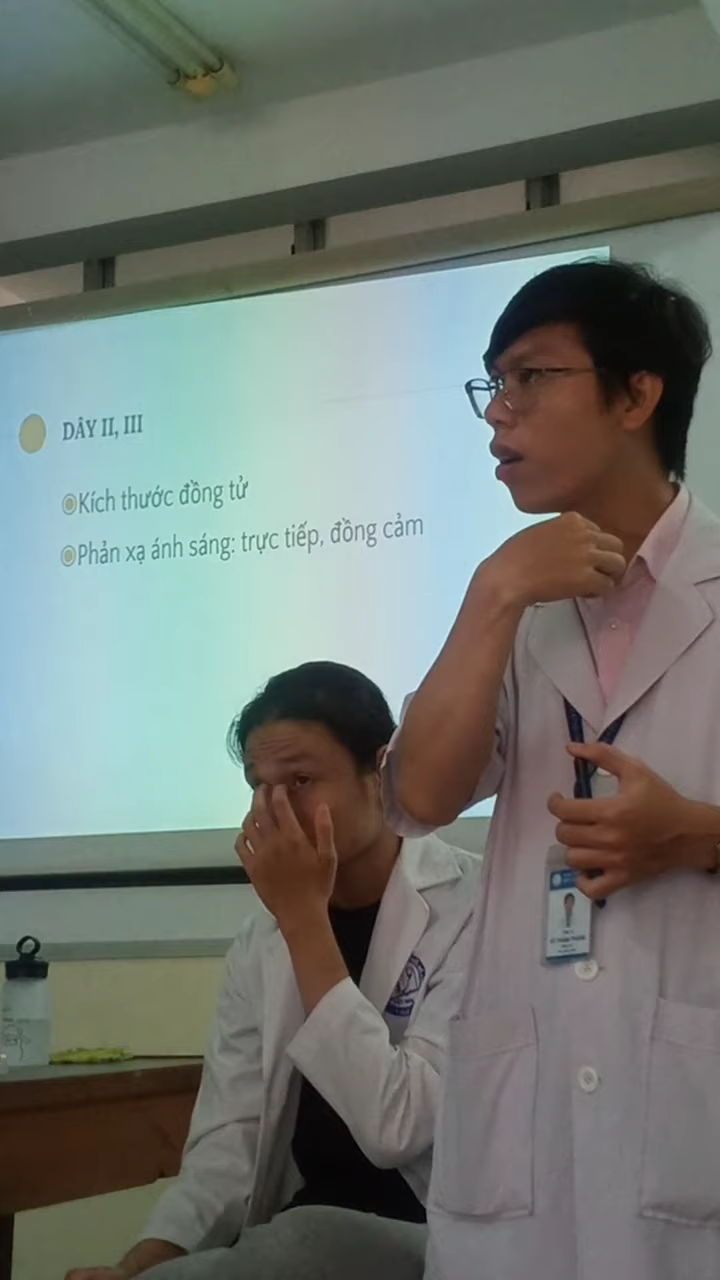 DÂY II, III
Kích thước đồng tử
Phản xạ ánh sáng: trực tiếp, đồng cảm